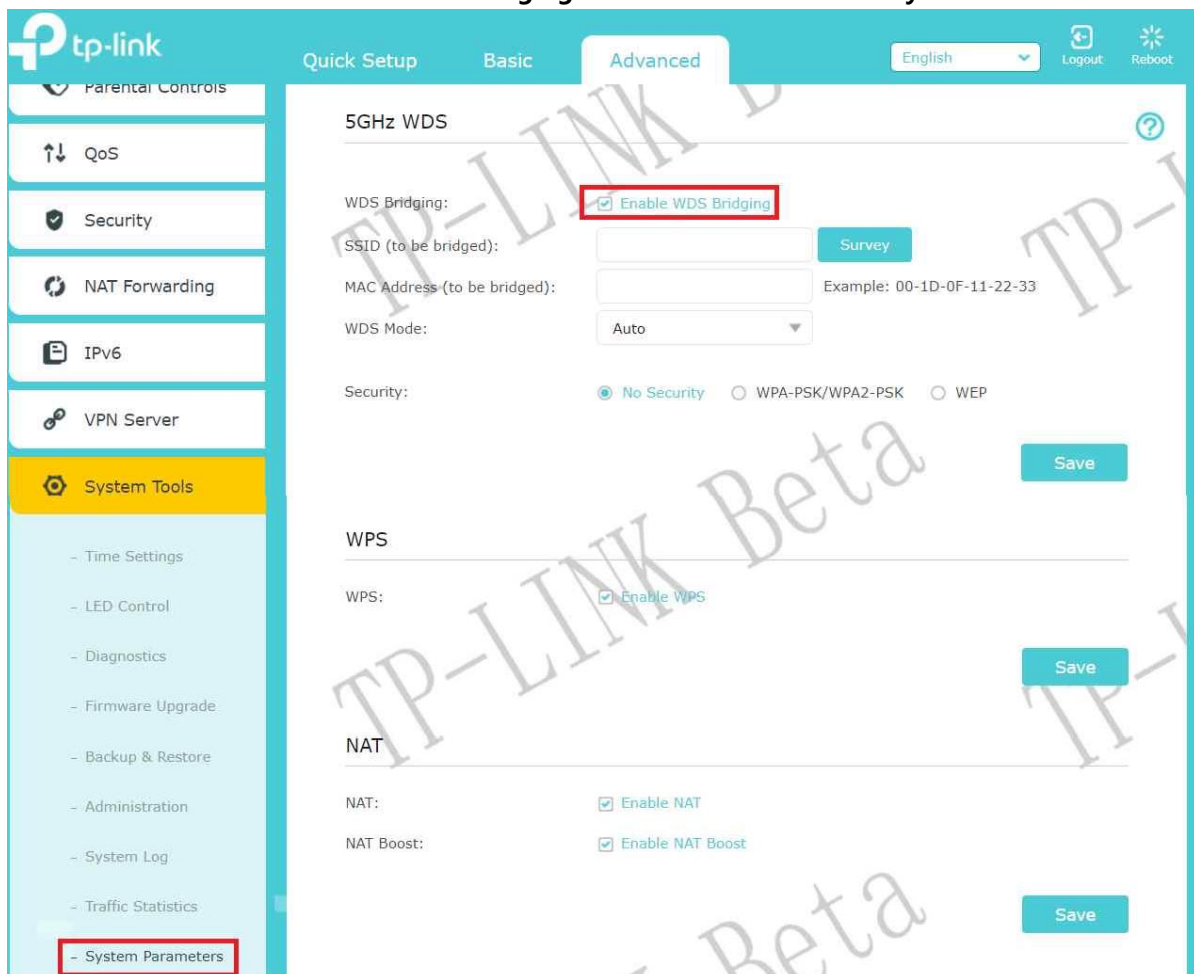 tp-link
Quick Setup Basic Advanced English Logout Reboot
Parental Controls
QoS
Security
NAT Forwarding
IPv6
VPN Server
System Tools
- Time Settings
- LED Control
- Diagnostics
- Firmware Upgrade
- Backup & Restore
- Administration
- System Log
- Traffic Statistics
- System Parameters
5GHz WDS
?
WDS Bridging: Enable WDS Bridging
SSID (to be bridged): Survey
MAC Address (to be bridged): Example: 00-1D-0F-11-22-33
WDS Mode: Auto
Security: No Security WPA-PSK/WPA2-PSK WEP
Save
WPS
WPS: Enable WPS
Save
NAT
NAT: Enable NAT
NAT Boost: Enable NAT Boost
Save
TP-LINK Beta